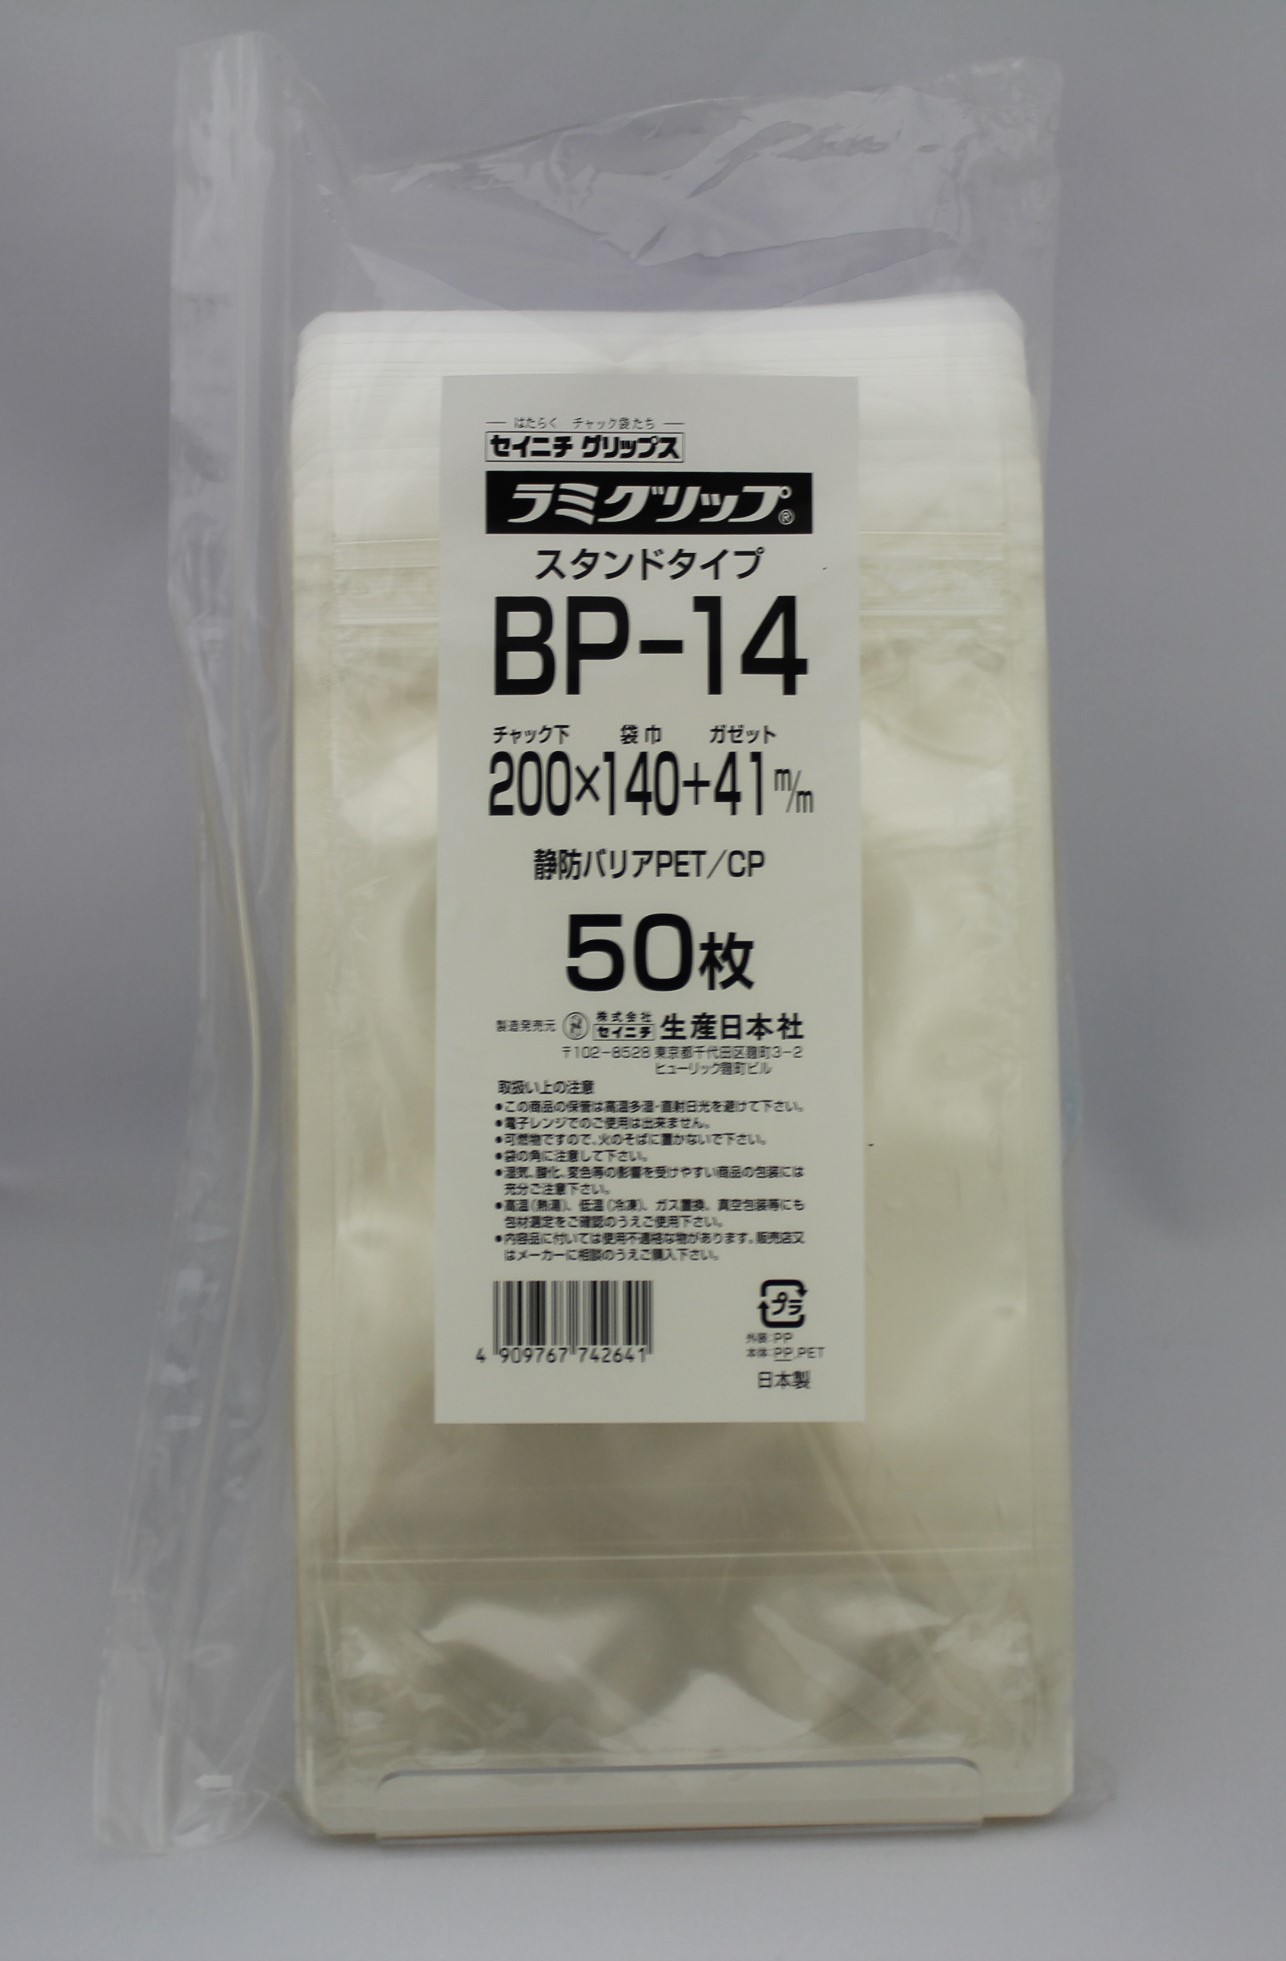 はたらく チャック袋たち
セイニチ グリップス
ラミグリップ®
スタンドタイプ
BP-14
チャック下 袋巾 ガゼット
200×140+41m/m
静防バリアPET/CP
50枚
製造発売元 株式会社 セイニチ 生産日本社
〒102-8528 東京都千代田区麹町3-2
ヒューリック麹町ビル
取扱い上の注意
●この商品の保管は高温多湿・直射日光を避けて下さい。
●電子レンジでのご使用は出来ません。
●可燃物ですので、火のそばに置かないで下さい。
●袋の角に注意して下さい。
●湿気、酸化、変色等の影響を受けやすい商品の包装には
充分ご注意下さい。
●高温(熱湯)、低温(冷凍)、ガス置換、真空包装等にも
包材選定をご確認のうえご使用下さい。
●内容品に付いては使用不適格な物があります。販売店又
はメーカーに相談のうえご購入下さい。
4 909767 742641
プラ
外装:PP
本体:PP,PET
日本製